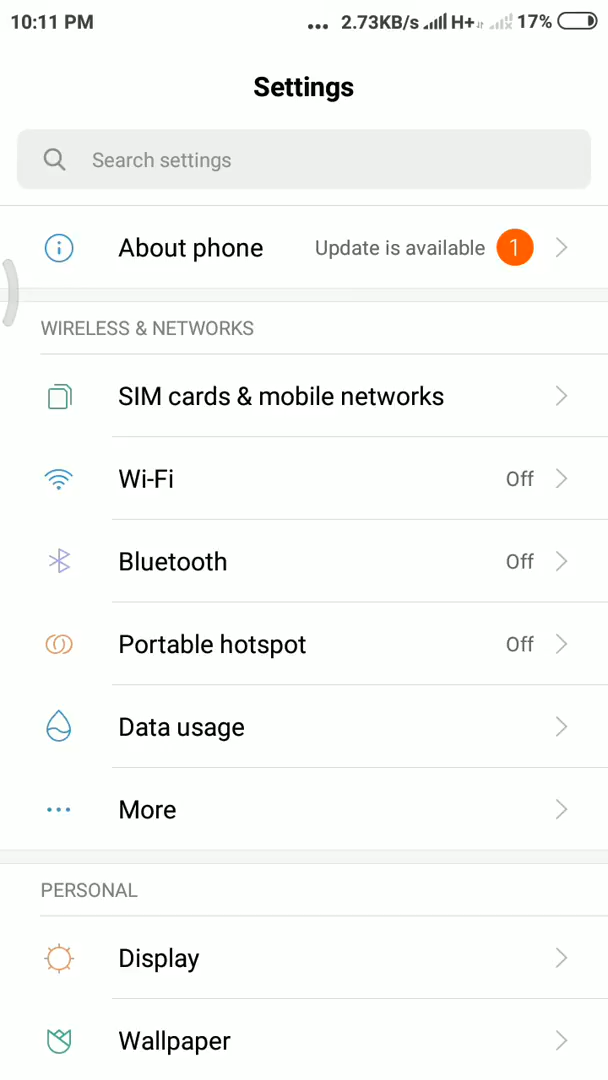 10:11 PM ... 2.73KB/s H+ 17%
Settings
Search settings
About phone Update is available 1
WIRELESS & NETWORKS
SIM cards & mobile networks
Wi-Fi Off
Bluetooth Off
Portable hotspot Off
Data usage
More
PERSONAL
Display
Wallpaper